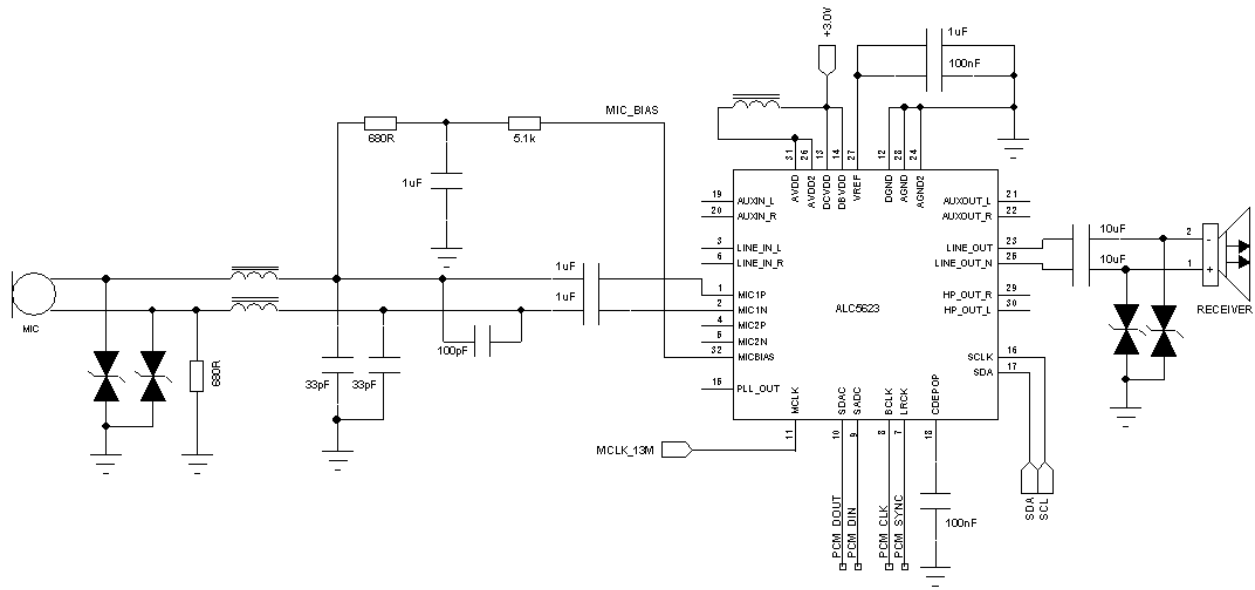 +3.0V
1uF
100nF
MIC_BIAS
680R
5.1k
1uF
31
26
13
14
27
12
28
24
AVDD
AVDD2
DCVDD
DBVDD
VREF
DGND
AGND
AGND2
19 AUXIN_L
20 AUXIN_R
3 LINE_IN_L
6 LINE_IN_R
1 MIC1P
2 MIC1N
4 MIC2P
5 MIC2N
32 MICBIAS
15 PLL_OUT
AUXOUT_L 21
AUXOUT_R 22
LINE_OUT 23
LINE_OUT_N 25
HP_OUT_R 29
HP_OUT_L 30
SCLK 16
SDA 17
ALC5623
10uF
10uF
2
1
-
+
RECEIVER
1uF
1uF
MIC
100pF
33pF
33pF
680R
MCLK
SDAC
SADC
BCLK
LRCK
CDEPOP
11
10
9
8
7
18
MCLK_13M
PCM_DOUT
PCM_DIN
PCM_CLK
PCM_SYNC
100nF
SDA
SCL